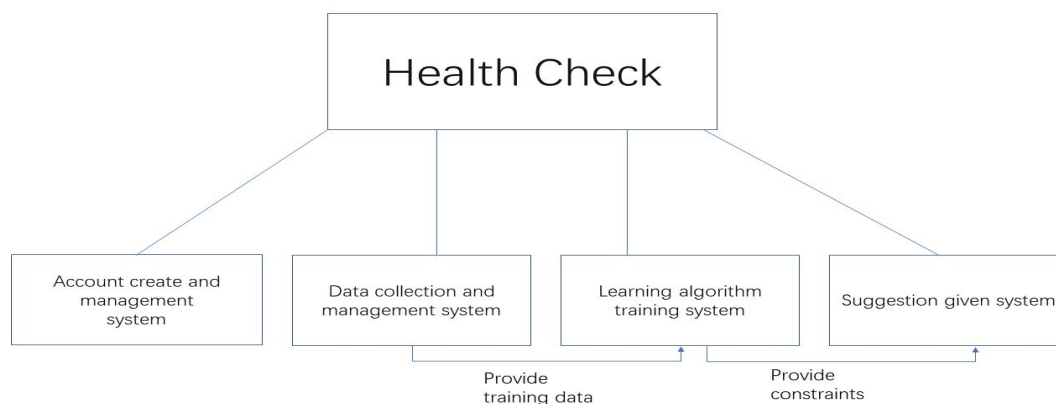 Health Check
Account create and
management
system
Data collection and
management system
Learning algorithm
training system
Suggestion given system
Provide
training data
Provide
constraints